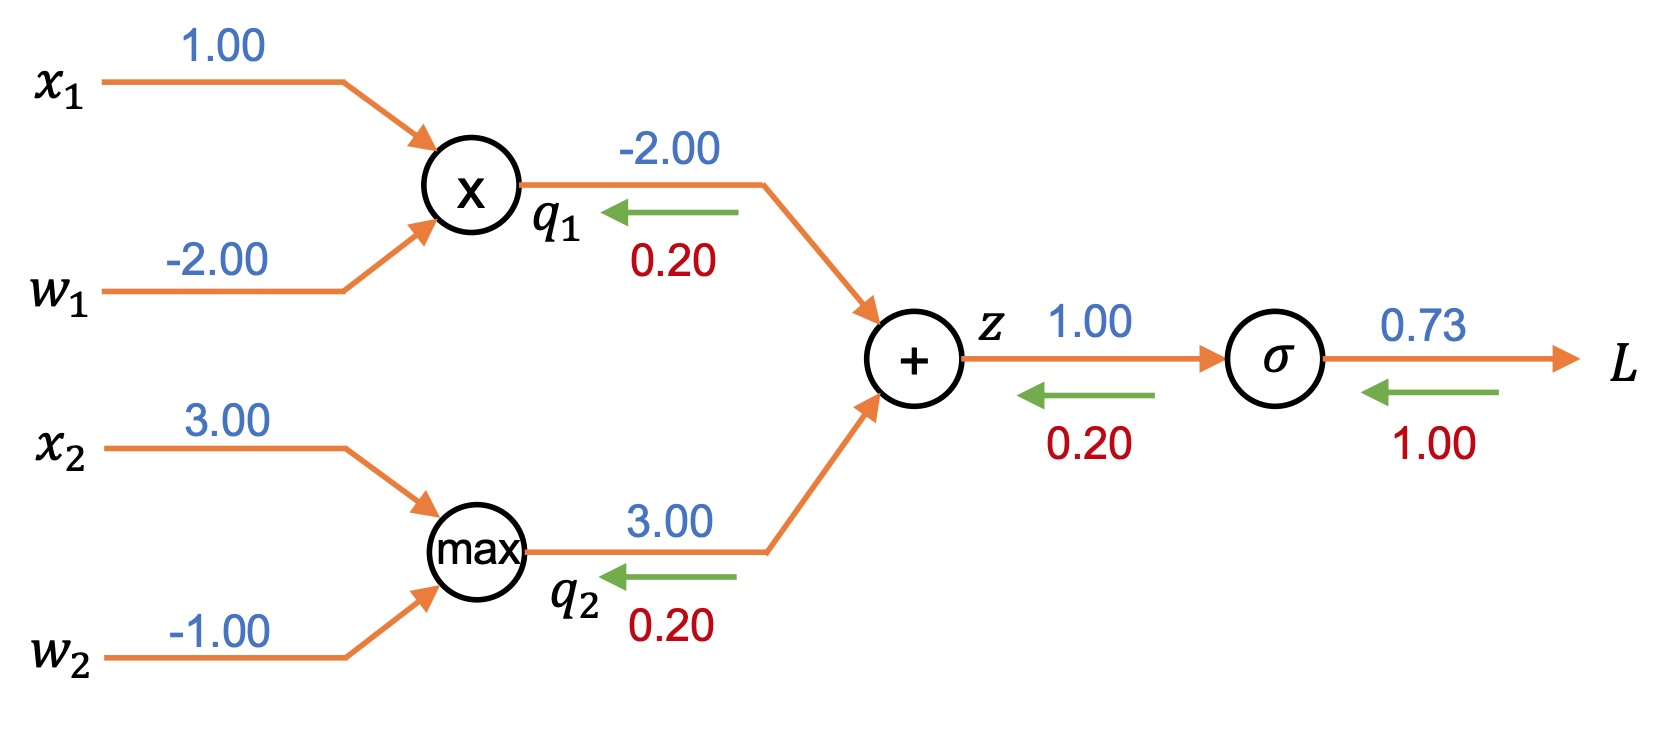 1.00
x₁
x
-2.00
q₁
0.20
-2.00
w₁
z
1.00
+
0.20
σ
0.73
L
1.00
3.00
x₂
max
3.00
q₂
0.20
-1.00
w₂